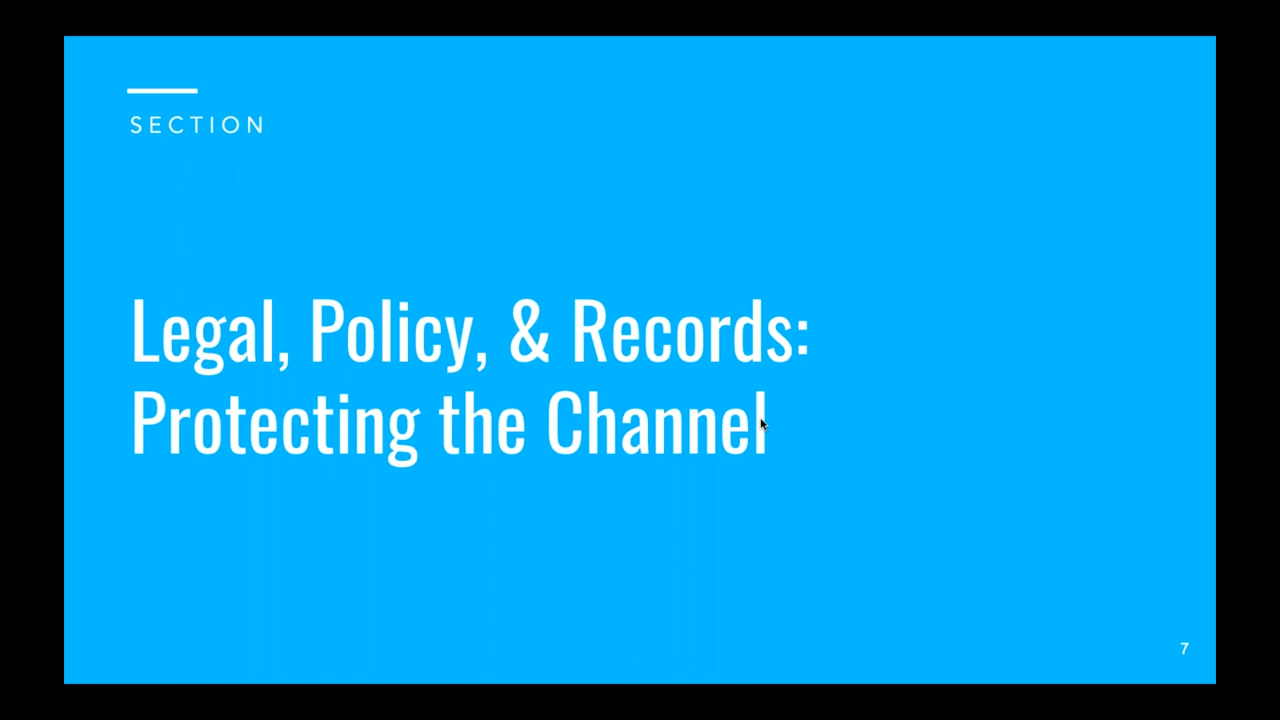 SECTION
Legal, Policy, & Records:
Protecting the Channel
7